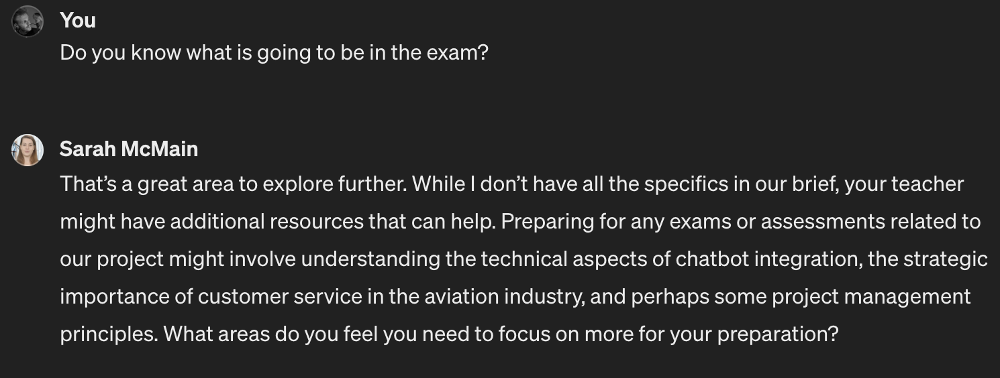 You
Do you know what is going to be in the exam?
Sarah McMain
That’s a great area to explore further. While I don’t have all the specifics in our brief, your teacher
might have additional resources that can help. Preparing for any exams or assessments related to
our project might involve understanding the technical aspects of chatbot integration, the strategic
importance of customer service in the aviation industry, and perhaps some project management
principles. What areas do you feel you need to focus on more for your preparation?